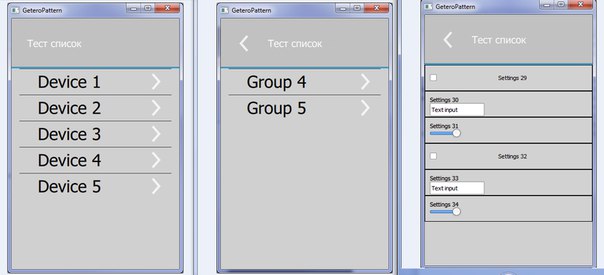 GeteroPattern
Тест список
Device 1
Device 2
Device 3
Device 4
Device 5
GeteroPattern
Тест список
Group 4
Group 5
GeteroPattern
Тест список
Settings 29
Settings 30
Text input
Settings 31
Settings 32
Settings 33
Text input
Settings 34